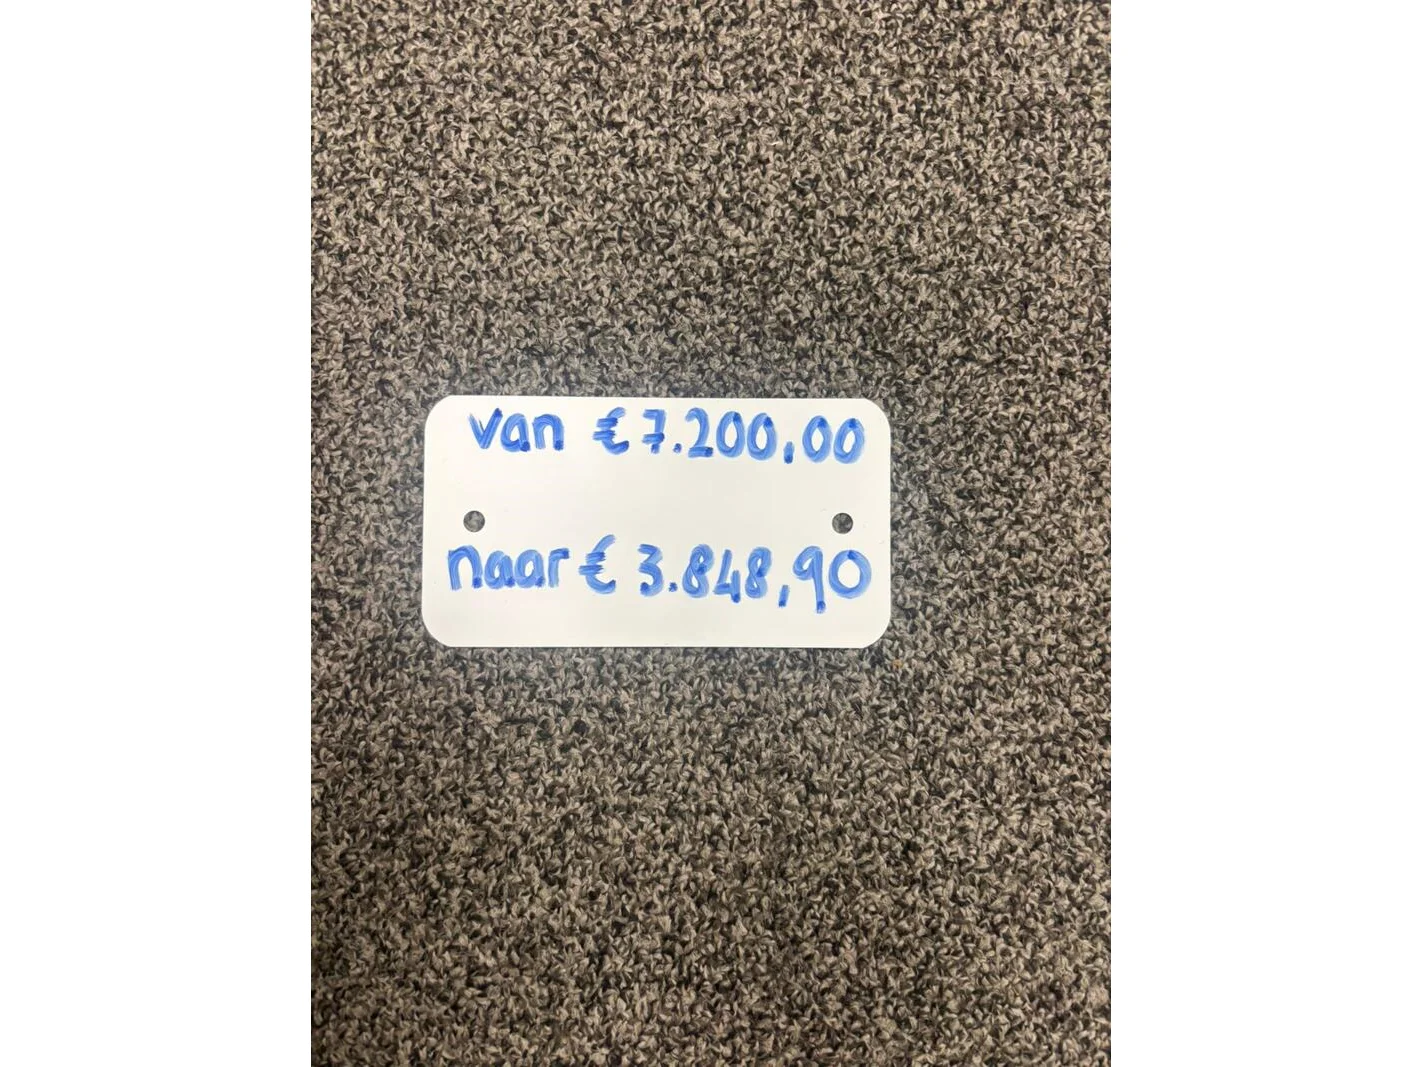 van € 7.200,00
naar € 3.848,90